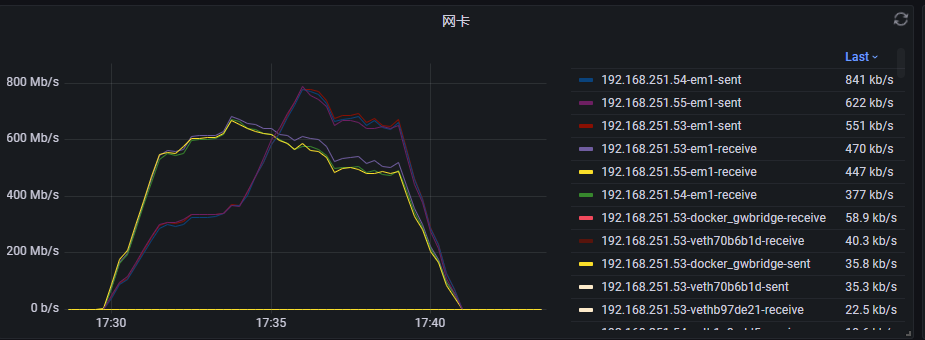 网卡
Last
800 Mb/s
600 Mb/s
400 Mb/s
200 Mb/s
0 b/s
17:30
17:35
17:40
192.168.251.54-em1-sent 841 kb/s
192.168.251.55-em1-sent 622 kb/s
192.168.251.53-em1-sent 551 kb/s
192.168.251.53-em1-receive 470 kb/s
192.168.251.55-em1-receive 447 kb/s
192.168.251.54-em1-receive 377 kb/s
192.168.251.53-docker_gwbridge-receive 58.9 kb/s
192.168.251.53-veth70b6b1d-receive 40.3 kb/s
192.168.251.53-docker_gwbridge-sent 35.8 kb/s
192.168.251.53-veth70b6b1d-sent 35.3 kb/s
192.168.251.53-vethb97de21-receive 22.5 kb/s